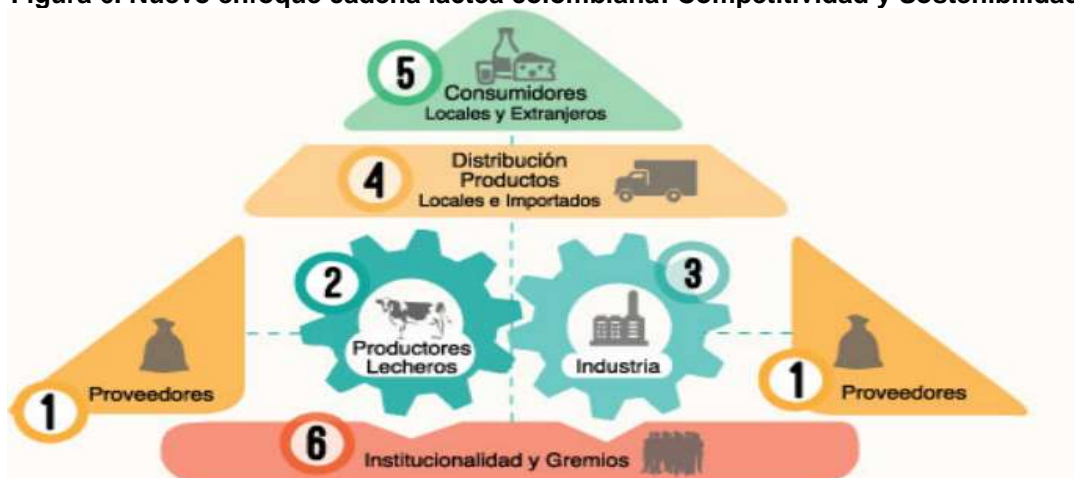 Figura 6. Nuevo enfoque cadena láctea colombiana: Competitividad y Sostenibilidad
5
Consumidores
Locales y Extranjeros
4
Distribución
Productos
Locales e Importados
2
Productores
Lecheros
3
Industria
1
Proveedores
1
Proveedores
6
Institucionalidad y Gremios